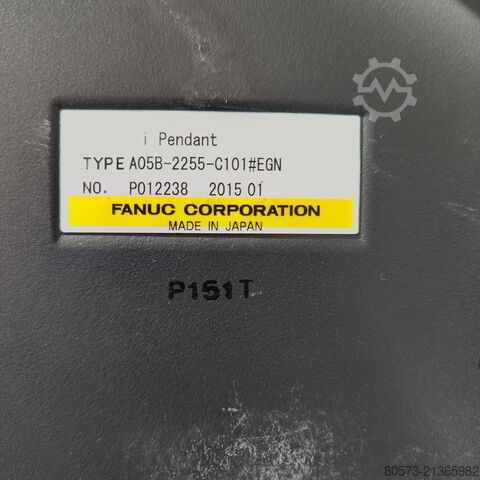 i Pendant
TYPE A05B-2255-C101#EGN
NO. P012238 2015 01
FANUC CORPORATION
MADE IN JAPAN
P151T
80573-21365982